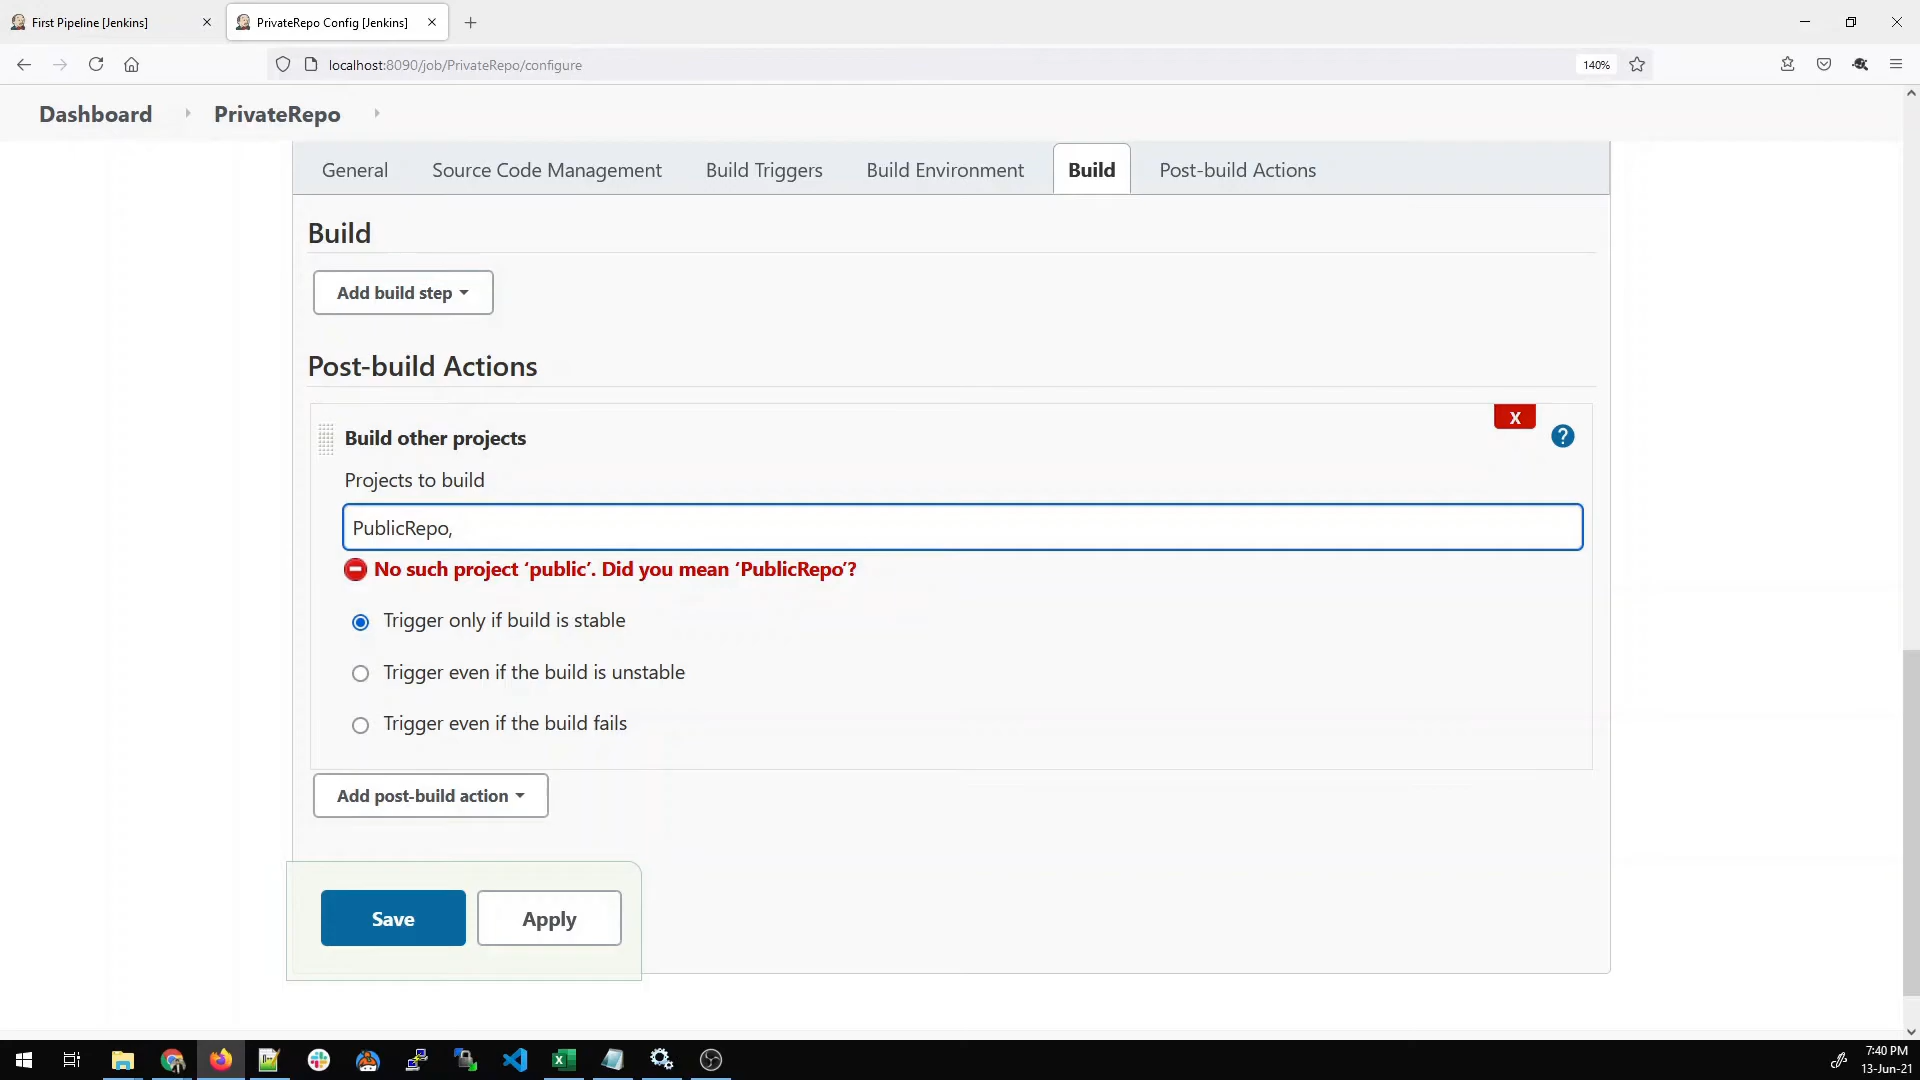 First Pipeline [Jenkins]
PrivateRepo Config [Jenkins]
localhost:8090/job/PrivateRepo/configure
140%
Dashboard
PrivateRepo
General
Source Code Management
Build Triggers
Build Environment
Build
Post-build Actions
Build
Add build step
Post-build Actions
X
Build other projects
?
Projects to build
PublicRepo,
No such project ‘public’. Did you mean ‘PublicRepo’?
Trigger only if build is stable
Trigger even if the build is unstable
Trigger even if the build fails
Add post-build action
Save
Apply
7:40 PM
13-Jun-21